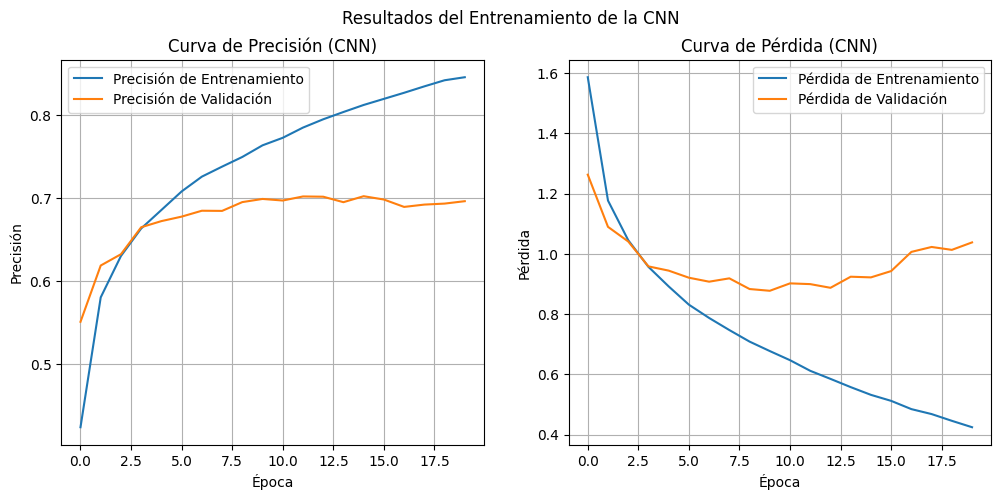 Resultados del Entrenamiento de la CNN
Curva de Precisión (CNN)
Precisión de Entrenamiento
Precisión de Validación
0.8
0.7
0.6
0.5
Precisión
0.0 2.5 5.0 7.5 10.0 12.5 15.0 17.5
Época
Curva de Pérdida (CNN)
Pérdida de Entrenamiento
Pérdida de Validación
1.6
1.4
1.2
1.0
0.8
0.6
0.4
Pérdida
0.0 2.5 5.0 7.5 10.0 12.5 15.0 17.5
Época